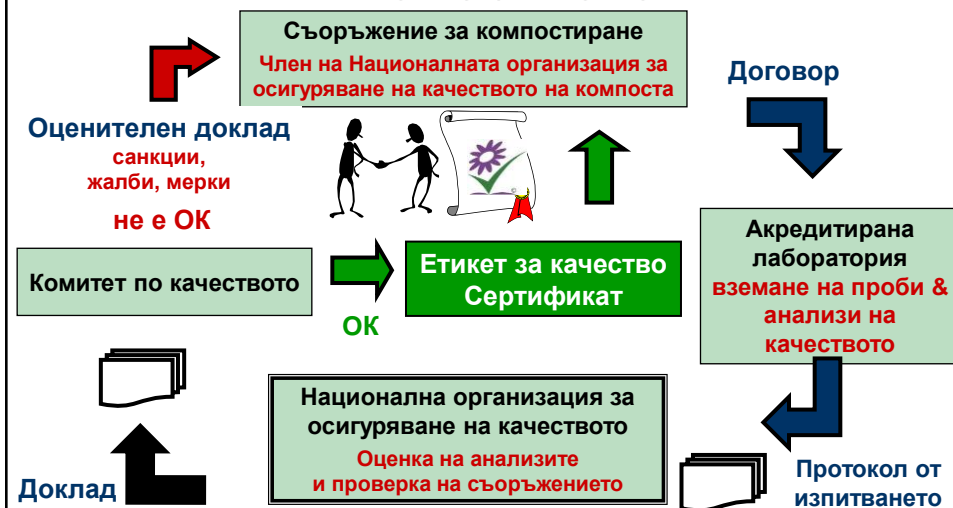 Съоръжение за компостиране
Член на Националната организация за
осигуряване на качеството на компоста
Договор
Оценителен доклад
санкции,
жалби, мерки
не е ОК
Акредитирана
лаборатория
вземане на проби &
анализи на
качеството
Комитет по качеството
ОК
Етикет за качество
Сертификат
Национална организация за
осигуряване на качеството
Оценка на анализите
и проверка на съоръжението
Доклад
Протокол от
изпитването